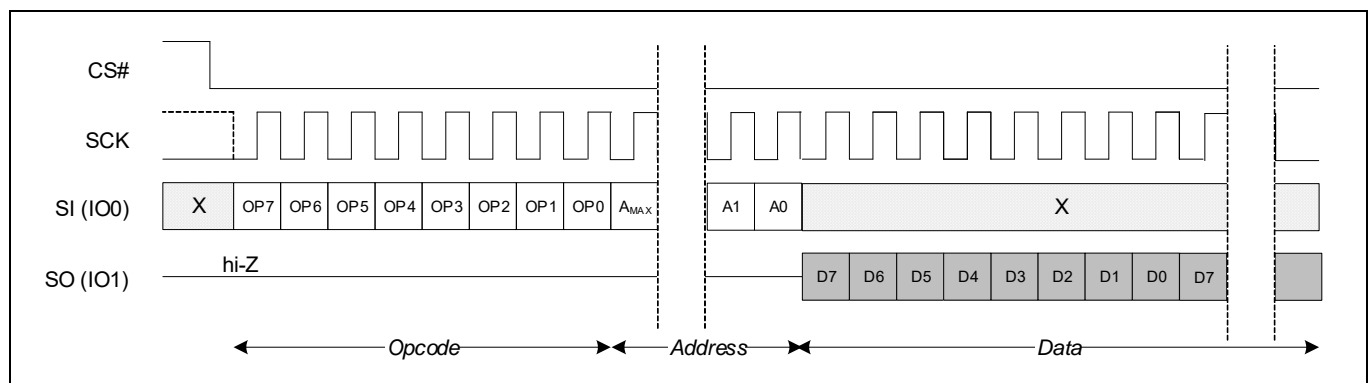 CS#
SCK
SI (IO0) X OP7 OP6 OP5 OP4 OP3 OP2 OP1 OP0 AMAX A1 A0 X
hi-Z
SO (IO1) D7 D6 D5 D4 D3 D2 D1 D0 D7
Opcode Address Data